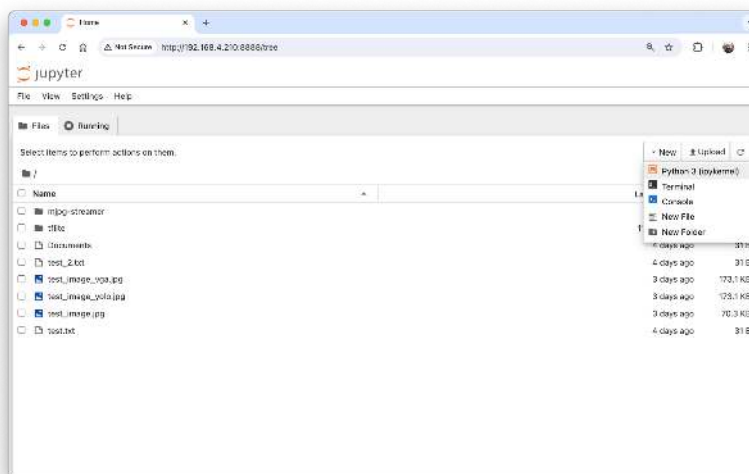 Home
Not Secure http://192.168.4.210:8888/tree
jupyter
File View Settings Help
Files Running
Select items to perform actions on them.
New Upload
/
Python 3 (ipykernel)
Terminal
Console
New File
New Folder
Name
mjpg-streamer
tflite
Documents 4 days ago 31 B
test_2.txt 4 days ago 31 B
test_image_vga.jpg 3 days ago 173.1 KB
test_image_yolo.jpg 3 days ago 173.1 KB
test_image.jpg 3 days ago 70.3 KB
test.txt 4 days ago 31 B